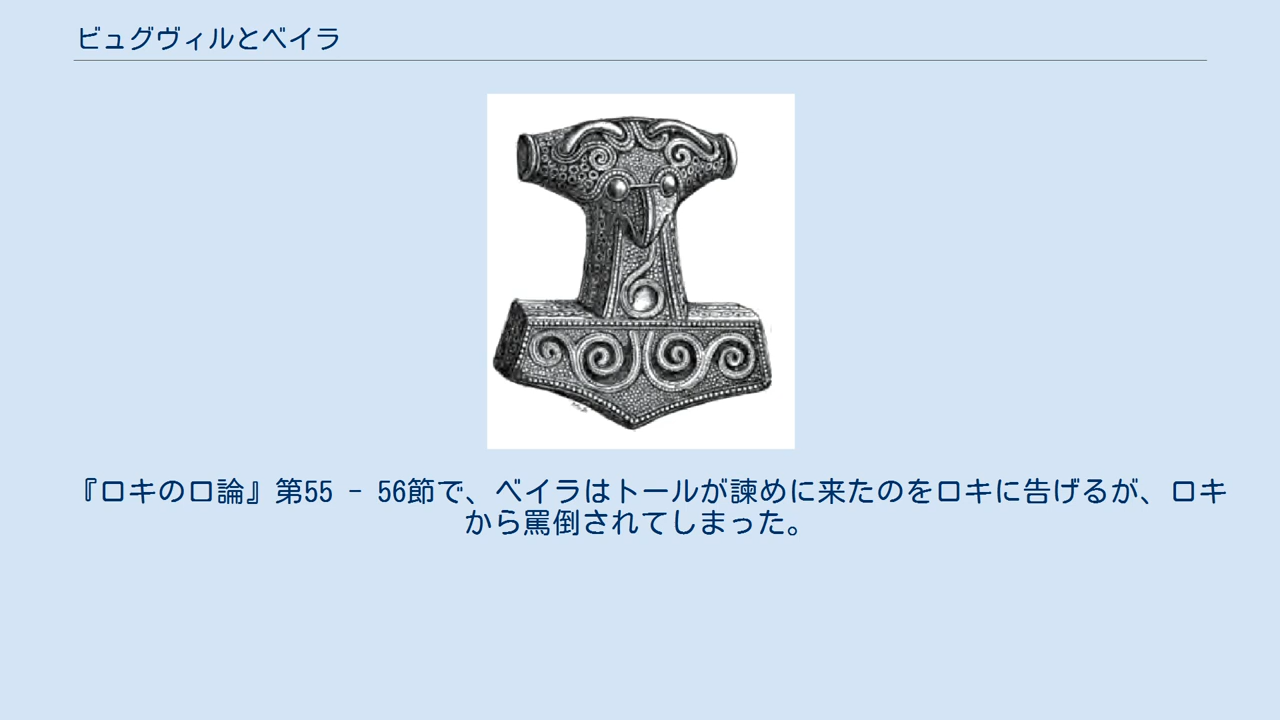 ビュグヴィルとベイラ
『ロキの口論』第55 - 56節で、ベイラはトールが諫めに来たのをロキに告げるが、ロキ
から罵倒されてしまった。